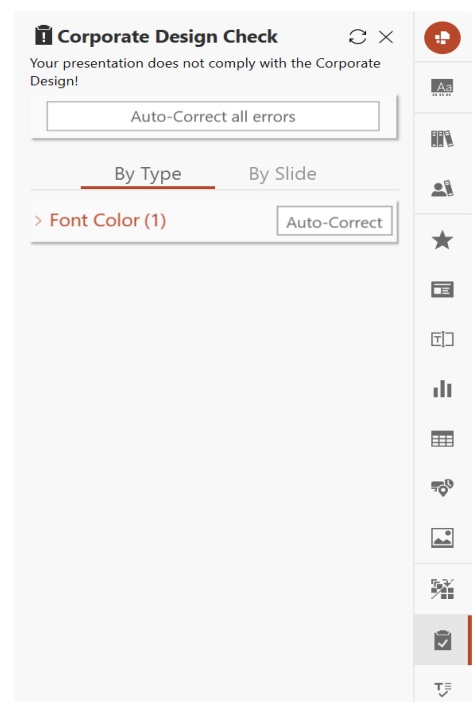 Corporate Design Check
Your presentation does not comply with the Corporate
Design!
Auto-Correct all errors
By Type
By Slide
Font Color (1)
Auto-Correct
Aa
T
T